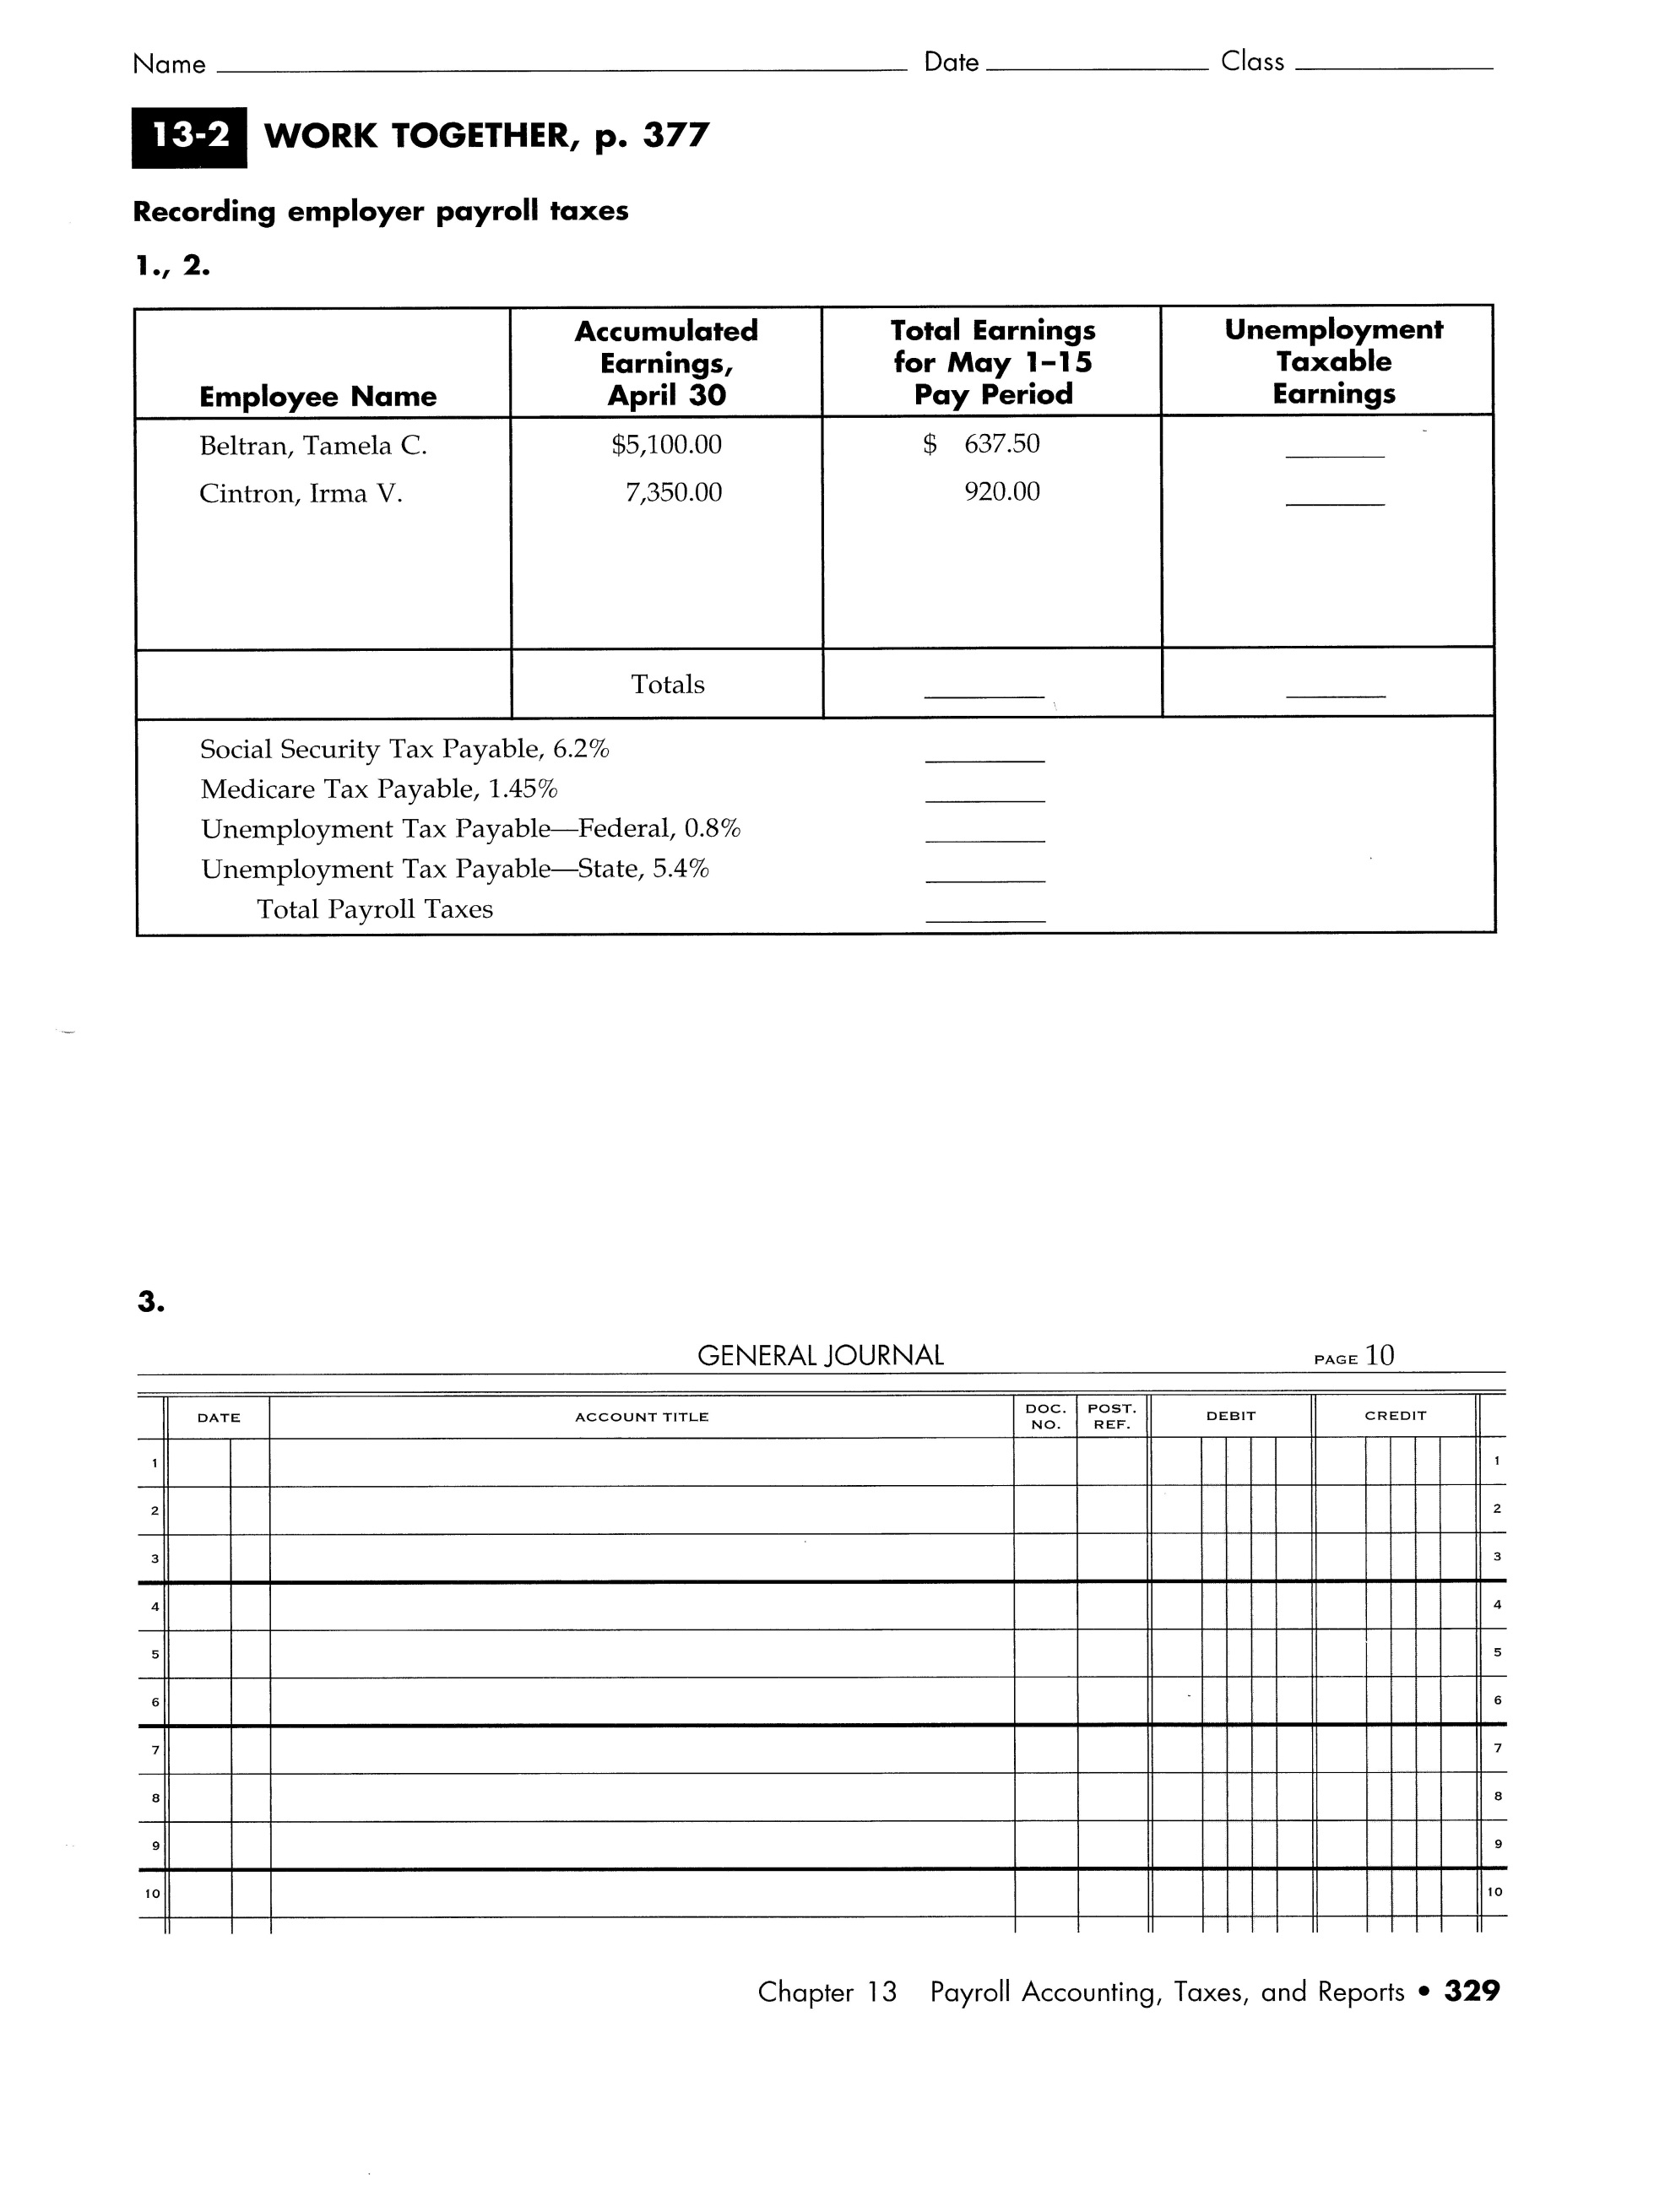 Name Date Class
13-2 WORK TOGETHER, p. 377
Recording employer payroll taxes
1., 2.
Employee Name Accumulated Earnings, April 30 Total Earnings for May 1–15 Pay Period Unemployment Taxable Earnings
Beltran, Tamela C. $5,100.00 $ 637.50
Cintron, Irma V. 7,350.00 920.00
Totals
Social Security Tax Payable, 6.2%
Medicare Tax Payable, 1.45%
Unemployment Tax Payable—Federal, 0.8%
Unemployment Tax Payable—State, 5.4%
Total Payroll Taxes
3.
GENERAL JOURNAL PAGE 10
DATE ACCOUNT TITLE DOC. NO. POST. REF. DEBIT CREDIT
1 1
2 2
3 3
4 4
5 5
6 6
7 7
8 8
9 9
10 10
Chapter 13 Payroll Accounting, Taxes, and Reports • 329